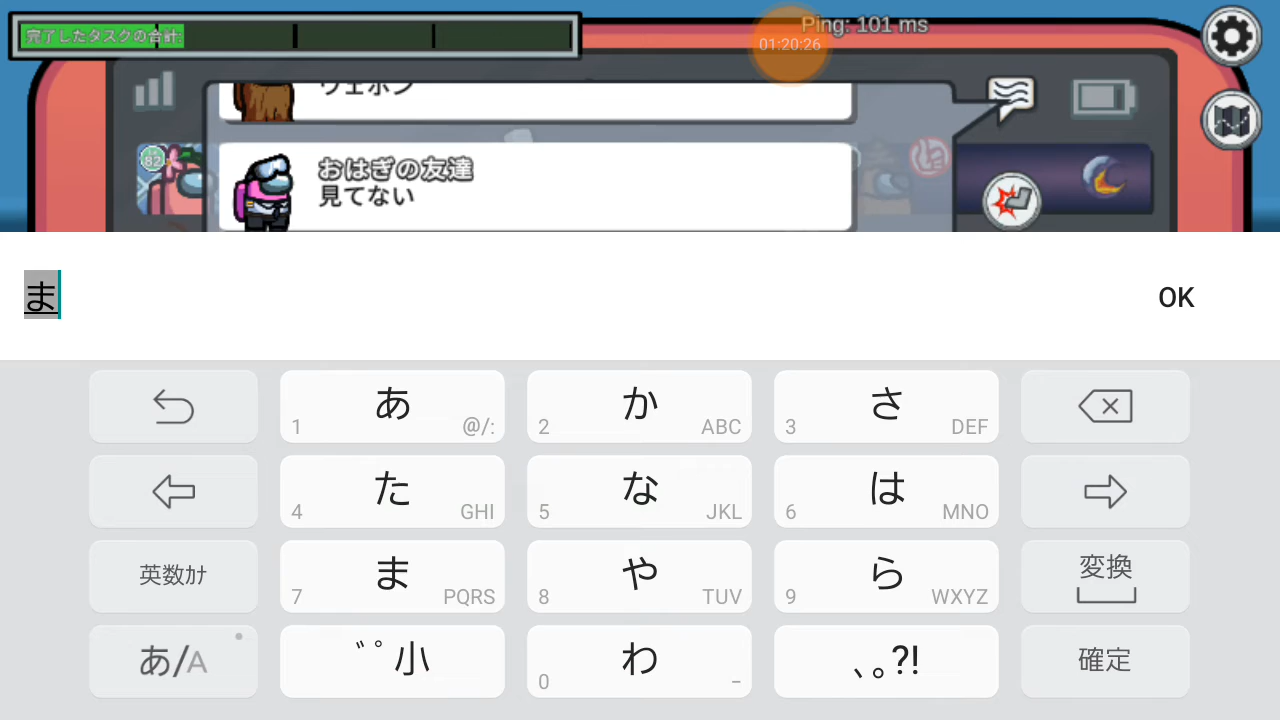 完了したタスクの合計:
Ping: 101 ms
01:20:26
ウェポン
82
おはぎの友達
見てない
ま
OK
あ
1
@/:
か
2
ABC
さ
3
DEF
た
4
GHI
な
5
JKL
は
6
MNO
英数カナ
ま
7
PQRS
や
8
TUV
ら
9
WXYZ
変換
あ/A
゛゜小
わ
0
ー
、。?!
確定